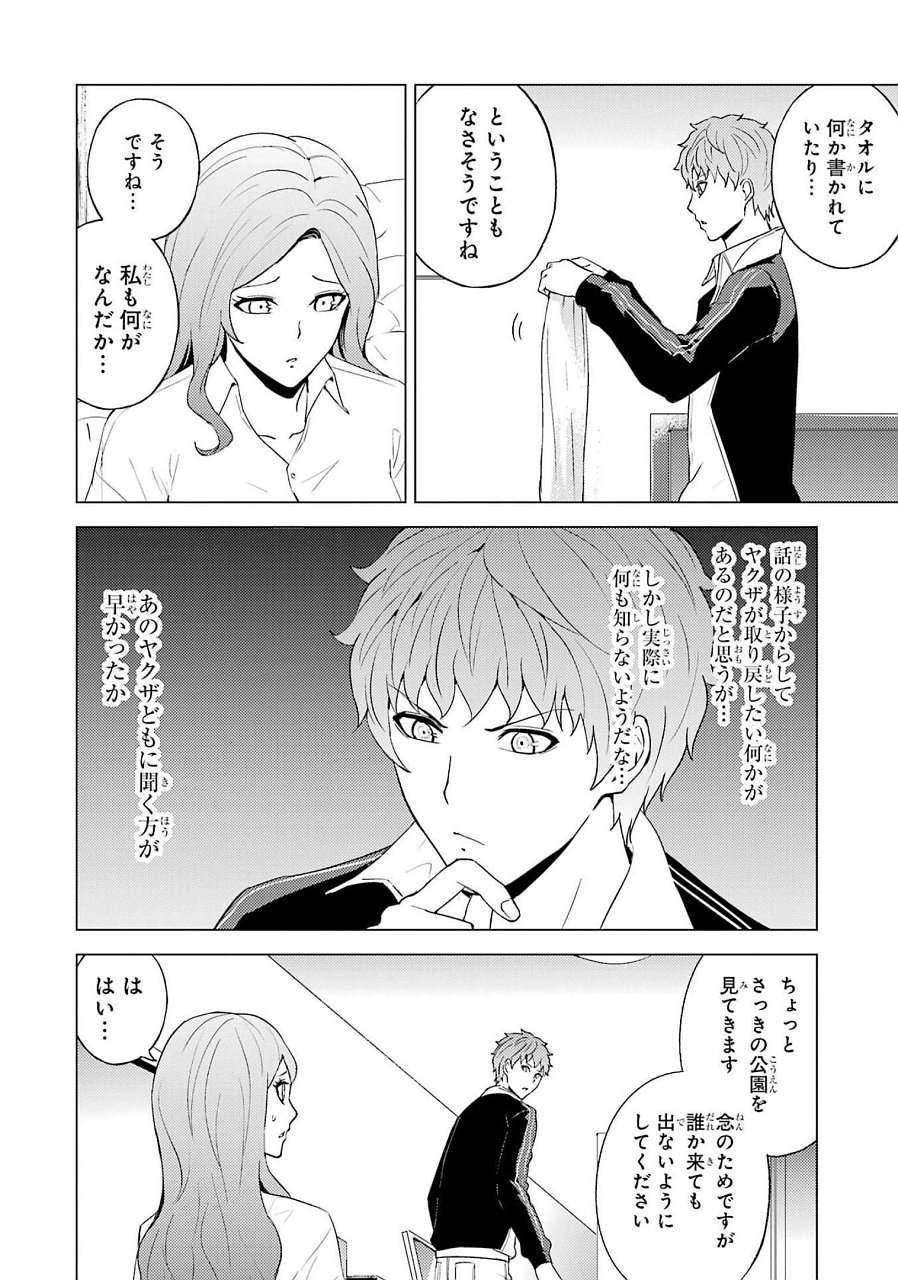 タオルに
何か書かれて
いたり…
ということも
なさそうですね
そう
ですね…
私も何が
なんだか…
話の様子からして
ヤクザが取り戻したい何かが
あるのだと思うが…
しかし実際に
何も知らないようだな…
あのヤクザどもに聞く方が
早かったか
ちょっと
さっきの公園を
見てきます
念のためですが
誰か来ても
出ないように
してください
は
はい…